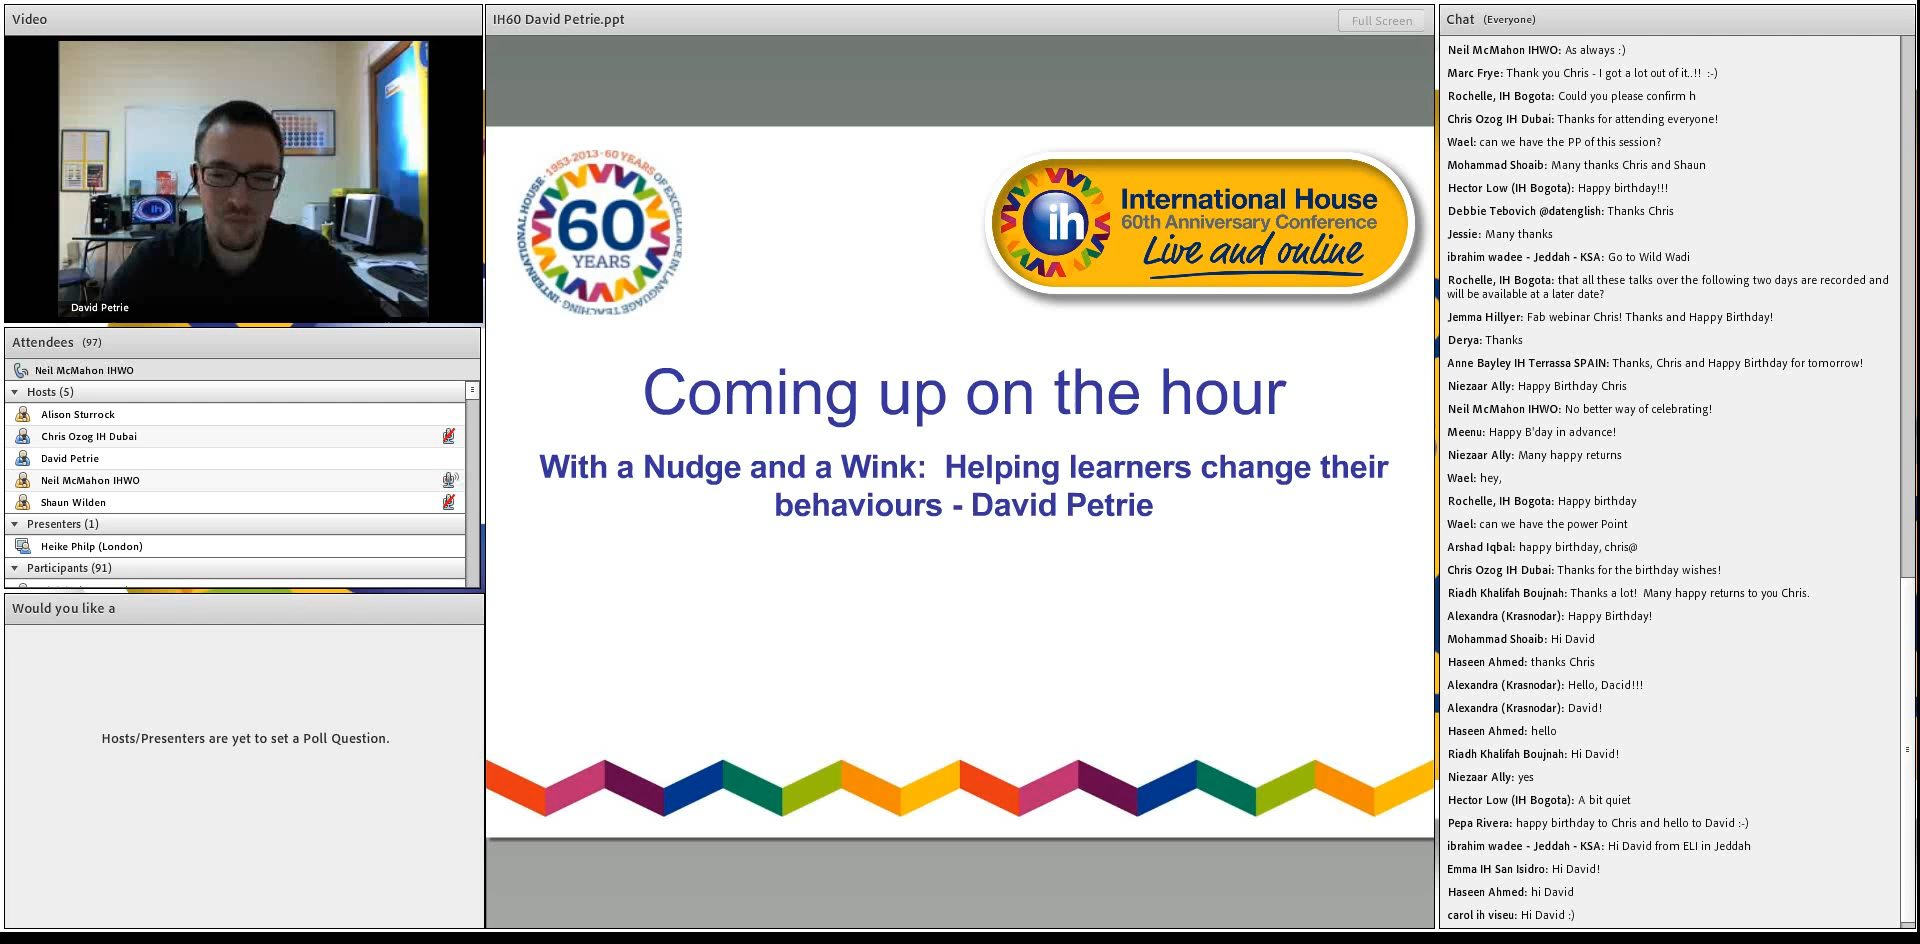 Video
David Petrie
Attendees (97)
Neil McMahon IHWO
Hosts (5)
Alison Sturrock
Chris Ozog IH Dubai
David Petrie
Neil McMahon IHWO
Shaun Wilden
Presenters (1)
Heike Philp (London)
Participants (91)
Would you like a
Hosts/Presenters are yet to set a Poll Question.
IH60 David Petrie.ppt
Full Screen
INTERNATIONAL HOUSE · 1953-2013 · 60 YEARS OF EXCELLENCE IN LANGUAGE TEACHING
60
YEARS
ih
International House
60th Anniversary Conference
Live and online
Coming up on the hour
With a Nudge and a Wink:  Helping learners change their
behaviours - David Petrie
Chat (Everyone)
Neil McMahon IHWO: As always :)
Marc Frye: Thank you Chris - I got a lot out of it..!!  :-)
Rochelle, IH Bogota: Could you please confirm h
Chris Ozog IH Dubai: Thanks for attending everyone!
Wael: can we have the PP of this session?
Mohammad Shoaib: Many thanks Chris and Shaun
Hector Low (IH Bogota): Happy birthday!!!
Debbie Tebovich @datenglish: Thanks Chris
Jessie: Many thanks
ibrahim wadee - Jeddah - KSA: Go to Wild Wadi
Rochelle, IH Bogota: that all these talks over the following two days are recorded and
will be available at a later date?
Jemma Hillyer: Fab webinar Chris! Thanks and Happy Birthday!
Derya: Thanks
Anne Bayley IH Terrassa SPAIN: Thanks, Chris and Happy Birthday for tomorrow!
Niezaar Ally: Happy Birthday Chris
Neil McMahon IHWO: No better way of celebrating!
Meenu: Happy B'day in advance!
Niezaar Ally: Many happy returns
Wael: hey,
Rochelle, IH Bogota: Happy birthday
Wael: can we have the power Point
Arshad Iqbal: happy birthday, chris@
Chris Ozog IH Dubai: Thanks for the birthday wishes!
Riadh Khalifah Boujnah: Thanks a lot!  Many happy returns to you Chris.
Alexandra (Krasnodar): Happy Birthday!
Mohammad Shoaib: Hi David
Haseen Ahmed: thanks Chris
Alexandra (Krasnodar): Hello, Dacid!!!
Alexandra (Krasnodar): David!
Haseen Ahmed: hello
Riadh Khalifah Boujnah: Hi David!
Niezaar Ally: yes
Hector Low (IH Bogota): A bit quiet
Pepa Rivera: happy birthday to Chris and hello to David :-)
ibrahim wadee - Jeddah - KSA: Hi David from ELI in Jeddah
Emma IH San Isidro: Hi David!
Haseen Ahmed: hi David
carol ih viseu: Hi David :)